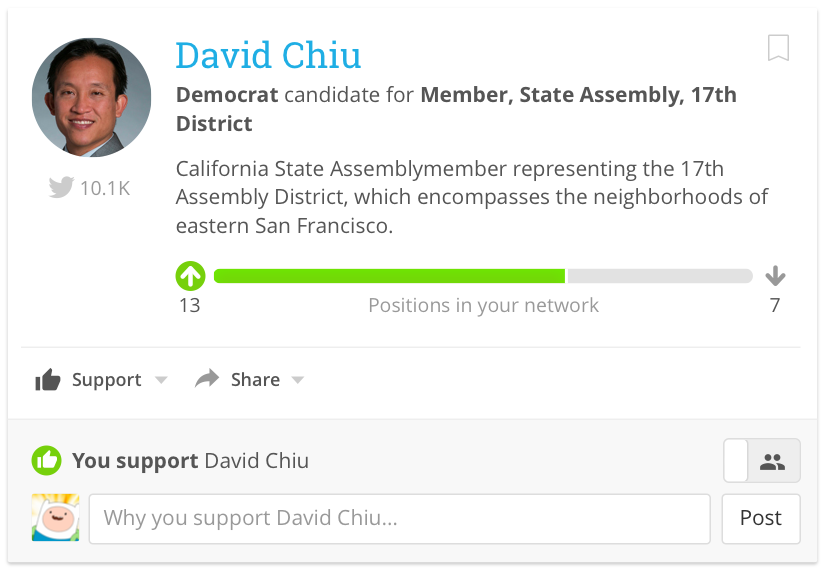 David Chiu
Democrat candidate for Member, State Assembly, 17th
District
10.1K
California State Assemblymember representing the 17th
Assembly District, which encompasses the neighborhoods of
eastern San Francisco.
13 Positions in your network 7
Support Share
You support David Chiu
Why you support David Chiu... Post